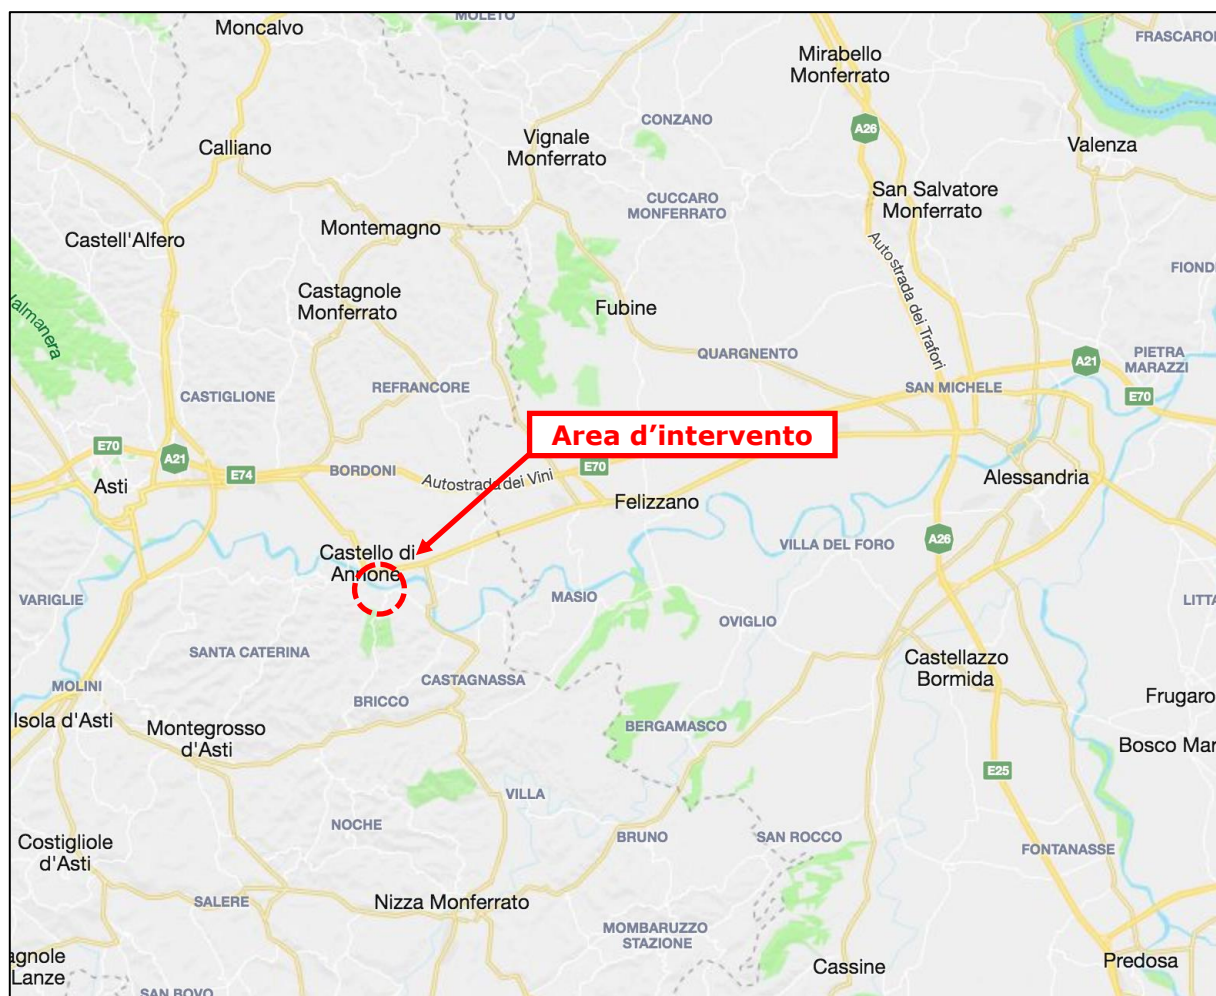 MOLETO
Moncalvo
FRASCARO
Mirabello
Monferrato
CONZANO
A26
Vignale
Monferrato
Calliano
Valenza
CUCCARO
MONFERRATO
San Salvatore
Monferrato
Montemagno
Castell'Alfero
Autostrada dei Trafori
FIONDI
Castagnole
Monferrato
Valmanera
Fubine
QUARGNENTO
PIETRA
MARAZZI
A21
E70
SAN MICHELE
REFRANCORE
CASTIGLIONE
Area d'intervento
E70
A21
E74
BORDONI
E70
Autostrada dei Vini
Asti
Felizzano
Alessandria
Castello di
Annone
VILLA DEL FORO
A26
VARIGLIE
MASIO
LITTA
OVIGLIO
SANTA CATERINA
Castellazzo
Bormida
MOLINI
CASTAGNASSA
BRICCO
Frugaro
Isola d'Asti
Montegrosso
d'Asti
BERGAMASCO
Bosco Mar
E25
VILLA
NOCHE
BRUNO
SAN ROCCO
Costigliole
d'Asti
FONTANASSE
SALERE
Nizza Monferrato
MOMBARUZZO
STAZIONE
agnole
Lanze
Cassine
Predosa
SAN BOVO